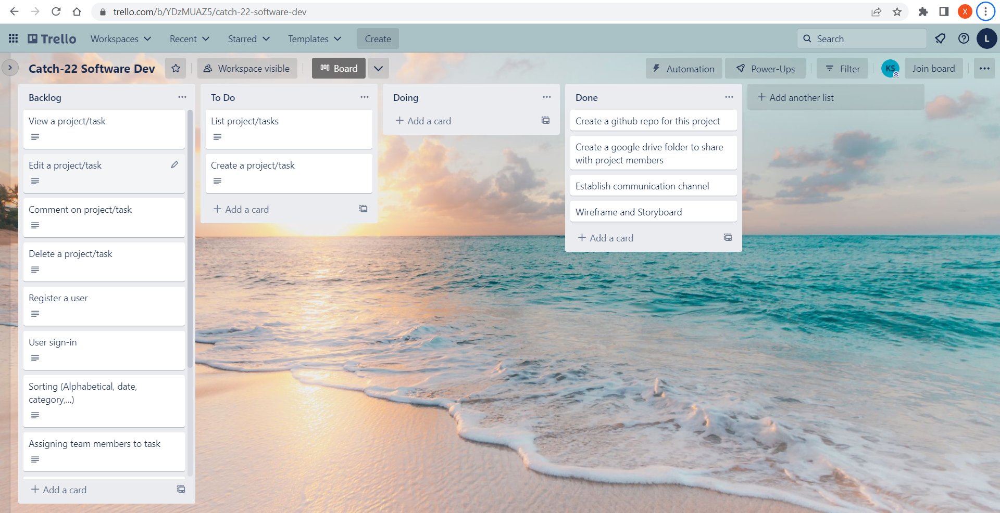 trello.com/b/YDzMUAZ5/catch-22-software-dev
X
Trello
Workspaces
Recent
Starred
Templates
Create
Search
L
Catch-22 Software Dev
Workspace visible
Board
Automation
Power-Ups
Filter
KS
Join board
Backlog
View a project/task
Edit a project/task
Comment on project/task
Delete a project/task
Register a user
User sign-in
Sorting (Alphabetical, date,
category,...)
Assigning team members to task
+ Add a card
To Do
List project/tasks
Create a project/task
+ Add a card
Doing
+ Add a card
Done
Create a github repo for this project
Create a google drive folder to share
with project members
Establish communication channel
Wireframe and Storyboard
+ Add a card
+ Add another list